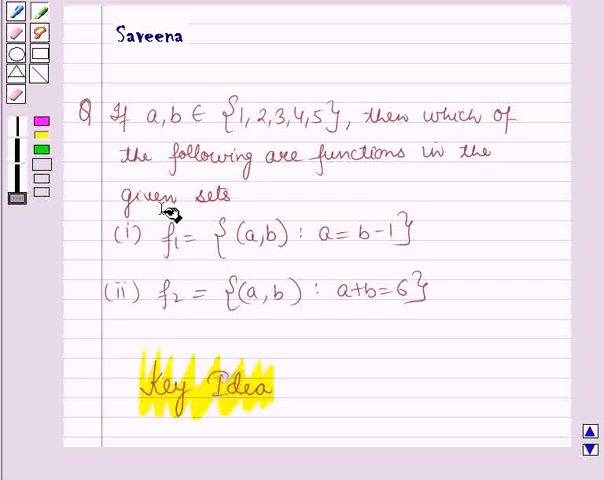 Saveena
Q If a, b ∈ {1, 2, 3, 4, 5}, then which of
the following are functions in the
given sets
(i) f₁ = {(a, b) : a = b - 1}
(ii) f₂ = {(a, b) : a + b = 6}
Key Idea